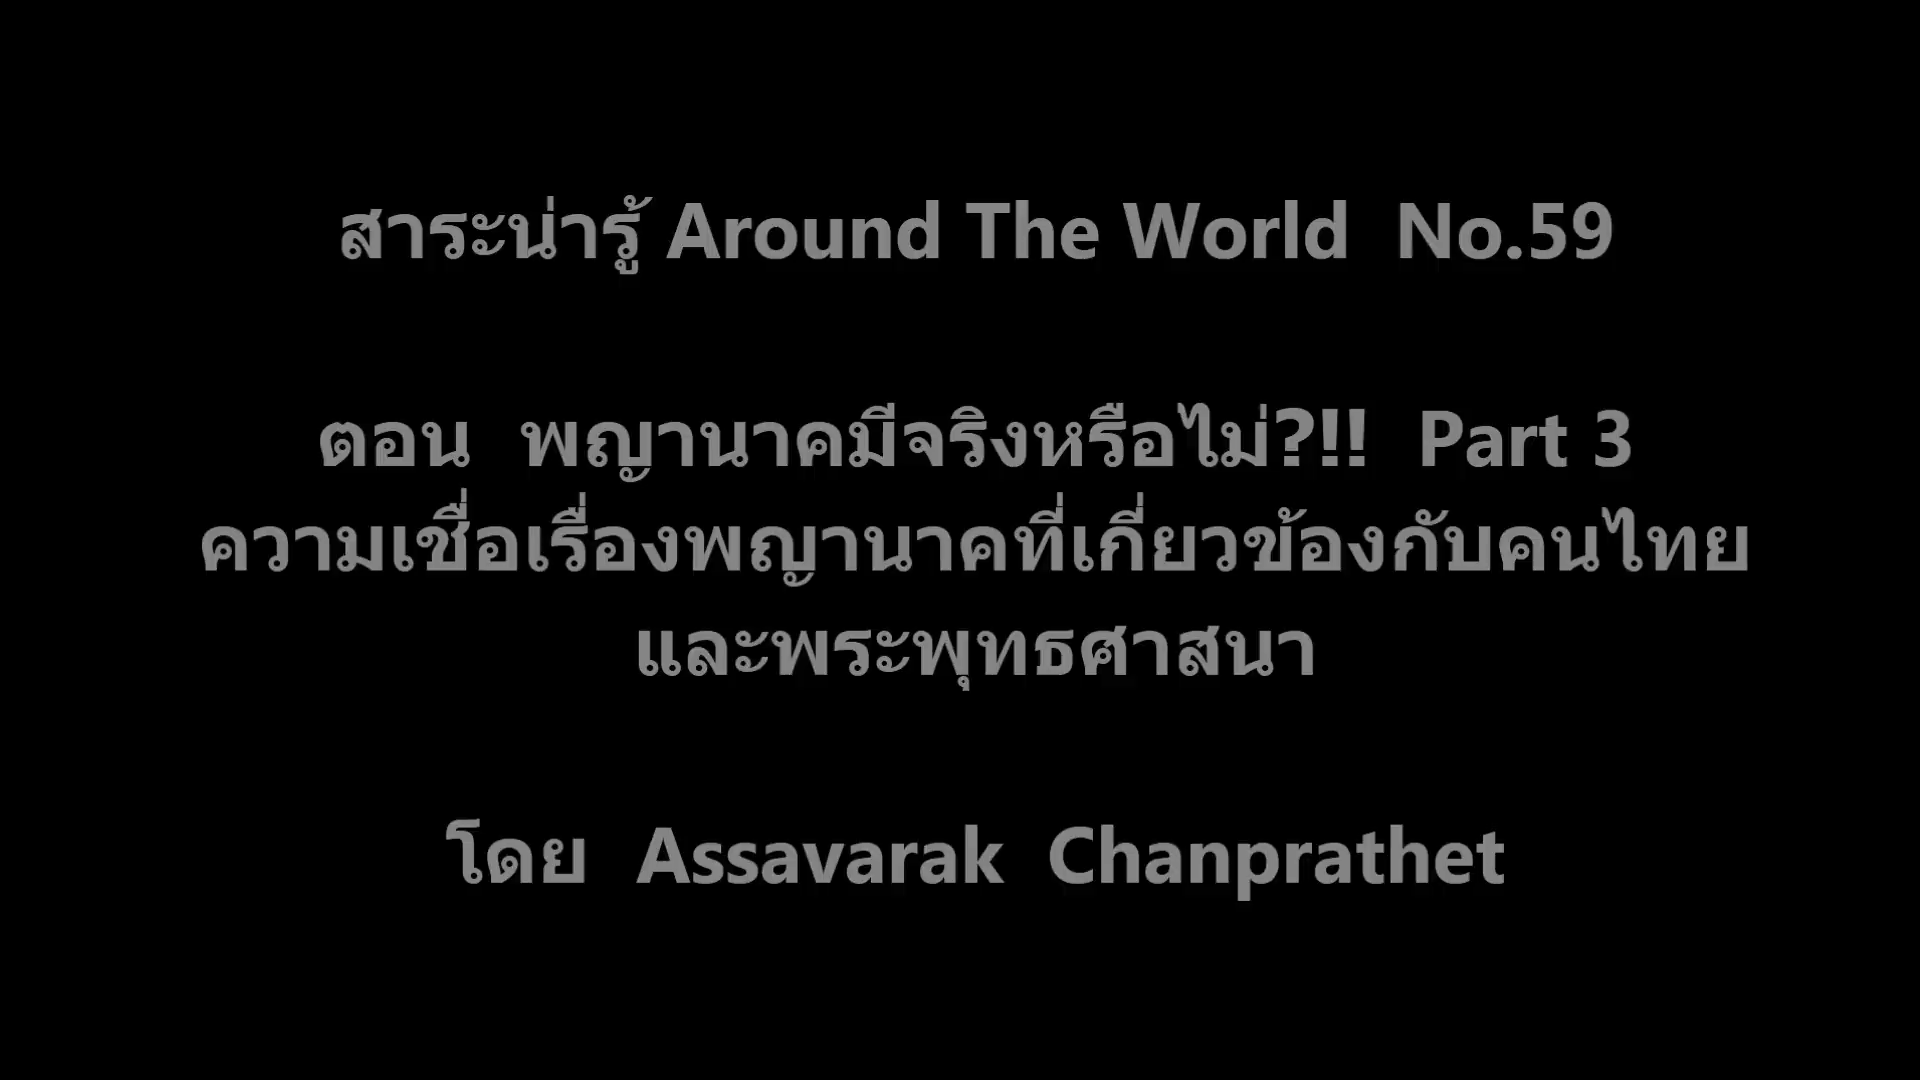 สาระน่ารู้ Around The World No.59
ตอน พญานาคมีจริงหรือไม่?!! Part 3
ความเชื่อเรื่องพญานาคที่เกี่ยวข้องกับคนไทย
และพระพุทธศาสนา
โดย Assavarak Chanprathet